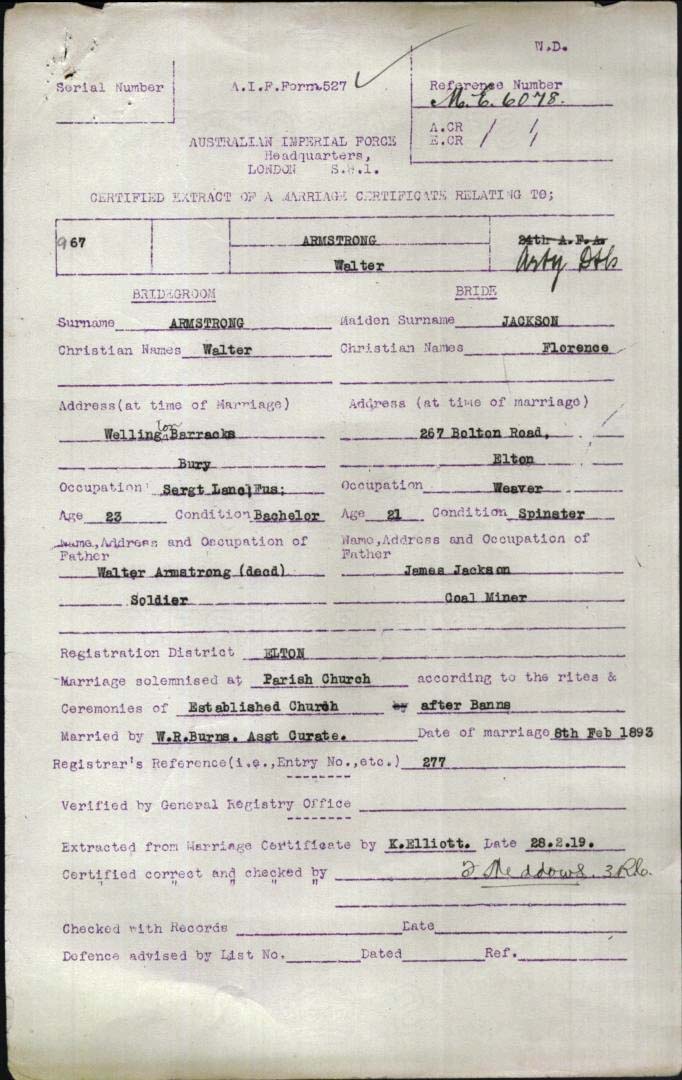 W.D.
Serial Number A.I.F.Form 527 Reference Number
M.E. 6078.
A.CR / /
E.CR / /
AUSTRALIAN IMPERIAL FORCE
Headquarters,
LONDON S.W.1.
CERTIFIED EXTRACT OF A MARRIAGE CERTIFICATE RELATING TO;
967 ARMSTRONG 24th A.F.A.
Walter Arty
BRIDEGROOM BRIDE
Surname ARMSTRONG Maiden Surname JACKSON
Christian Names Walter Christian Names Florence
Address(at time of Marriage) Address (at time of marriage)
Wellington Barracks 267 Bolton Road,
Bury Elton
Occupation Sergt Lanc;Fus; Occupation Weaver
Age 23 Condition Bachelor Age 21 Condition Spinster
Name,Address and Occupation of Name,Address and Occupation of
Father Father
Walter Armstrong (decd) James Jackson
Soldier Coal Miner
Registration District ELTON
Marriage solemnised at Parish Church according to the rites &
Ceremonies of Established Church by after Banns
Married by W.R.Burns. Asst Curate. Date of marriage 8th Feb 1893
Registrar's Reference(i.e.,Entry No.,etc.) 277
Verified by General Registry Office
Extracted from Marriage Certificate by K.Elliott. Date 28.2.19.
Certified correct and checked by Meddows.
" " " "
Checked with Records Date
Defence advised by List No. Dated Ref.